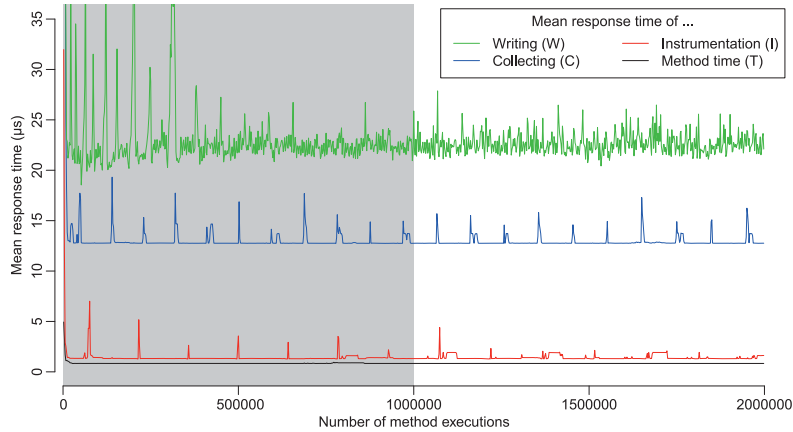 Mean response time of ...
Writing (W)
Collecting (C)
Instrumentation (I)
Method time (T)
Mean response time (µs)
35
30
25
20
15
10
5
0
0
500000
1000000
1500000
2000000
Number of method executions